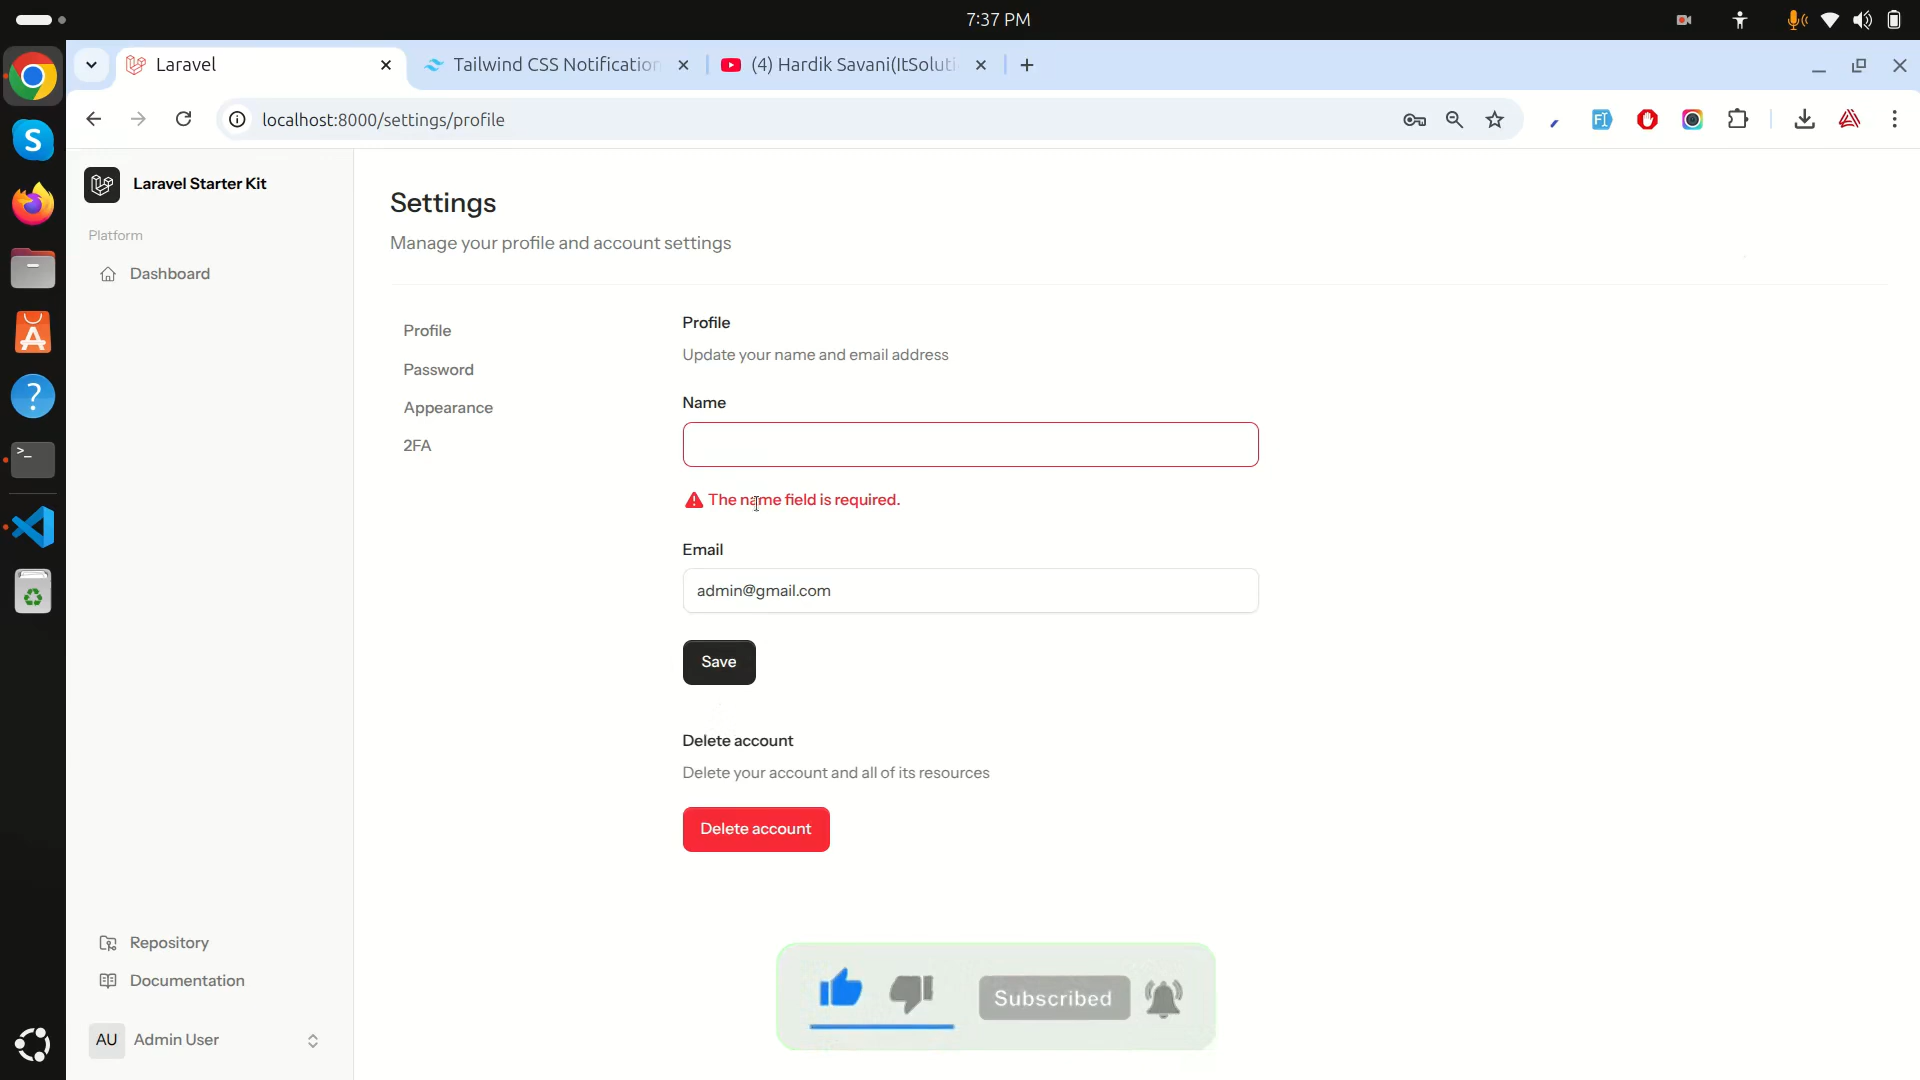 7:37 PM
Laravel
Tailwind CSS Notification
(4) Hardik Savani(ItSoluti
localhost:8000/settings/profile
Laravel Starter Kit
Platform
Dashboard
Settings
Manage your profile and account settings
Profile
Password
Appearance
2FA
Profile
Update your name and email address
Name
The name field is required.
Email
admin@gmail.com
Save
Delete account
Delete your account and all of its resources
Delete account
Repository
Documentation
AU Admin User
Subscribed